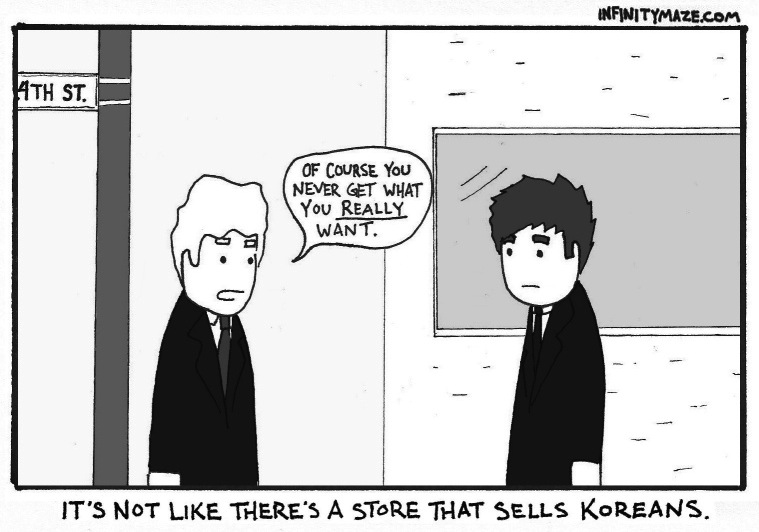 INFINITYMAZE.COM
4TH ST.
OF COURSE YOU
NEVER GET WHAT
YOU REALLY
WANT.
IT'S NOT LIKE THERE'S A STORE THAT SELLS KOREANS.